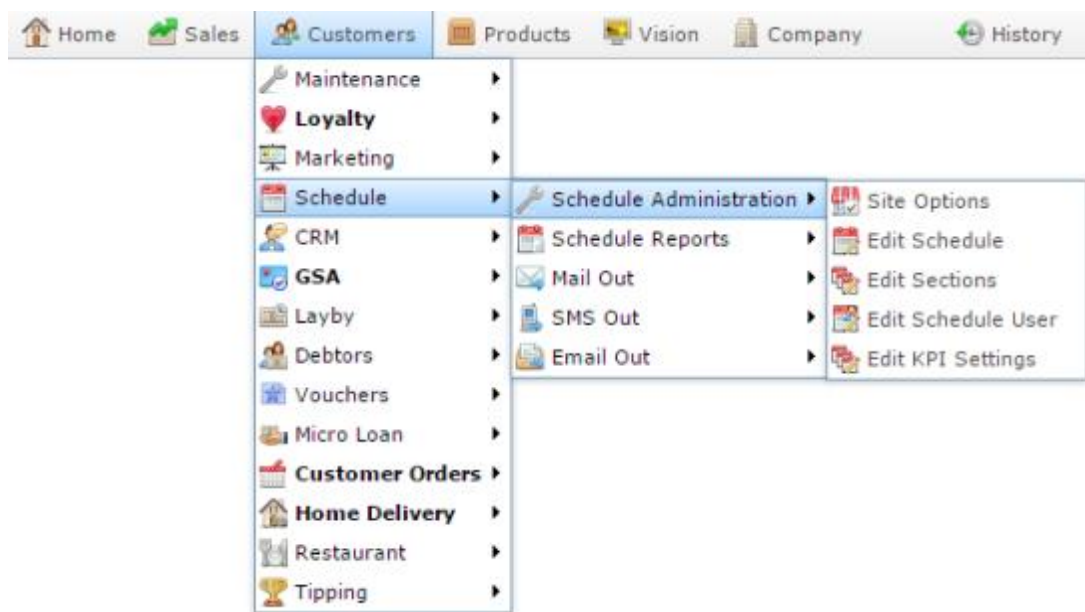 Home Sales Customers Products Vision Company History
Maintenance
Loyalty
Marketing
Schedule Schedule Administration Site Options
CRM Schedule Reports Edit Schedule
GSA Mail Out Edit Sections
Layby SMS Out Edit Schedule User
Debtors Email Out Edit KPI Settings
Vouchers
Micro Loan
Customer Orders
Home Delivery
Restaurant
Tipping